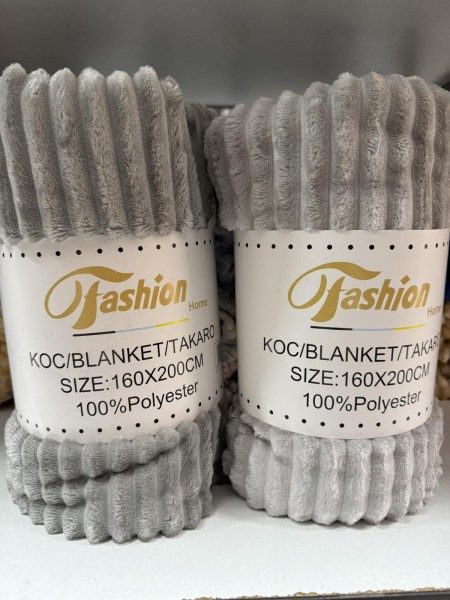 Fashion
Home
KOC/BLANKET/TAKARO
SIZE:160X200CM
100%Polyester
Fashion
Home
KOC/BLANKET/TAKARO
SIZE:160X200CM
100%Polyester